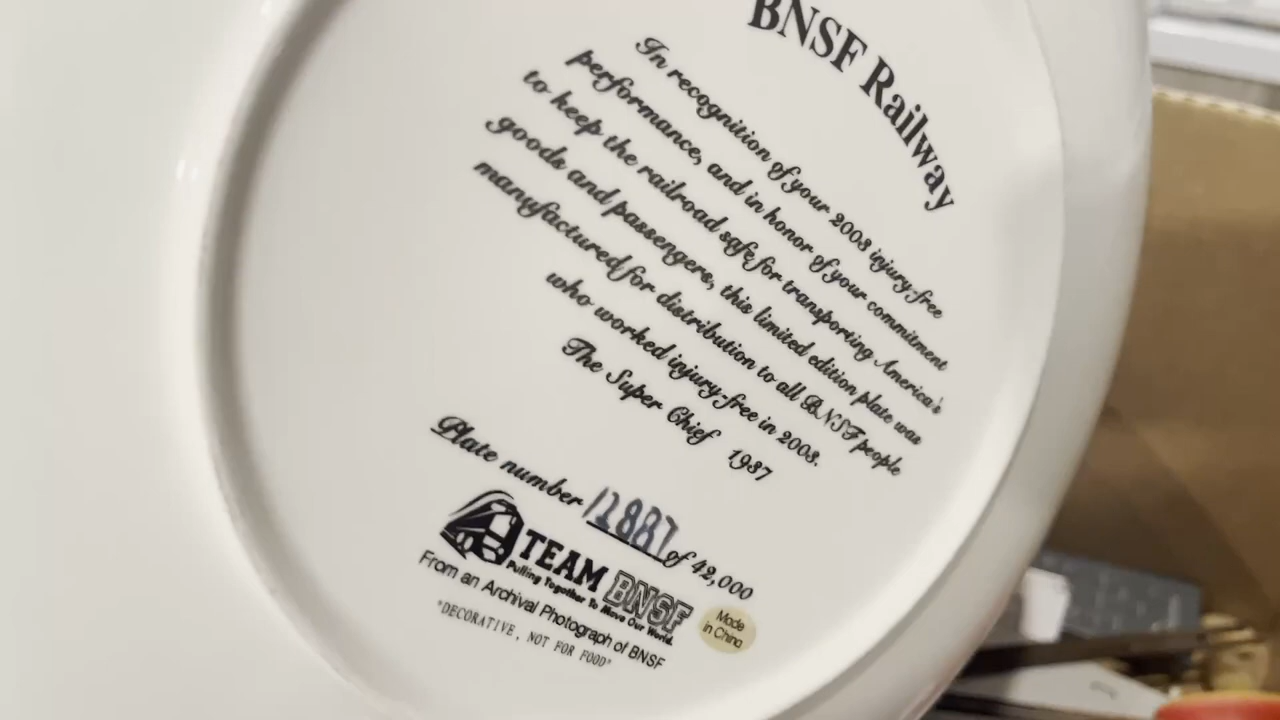 BNSF Railway
In recognition of your 2003 injury-free
performance, and in honor of your commitment
to keep the railroad safe for transporting America's
goods and passengers, this limited edition plate was
manufactured for distribution to all BNSF people
who worked injury-free in 2003.
The Super Chief 1937
Plate number 12887 of 42,000
TEAM BNSF
Pulling Together To Move Our World.
From an Archival Photograph of BNSF
"DECORATIVE, NOT FOR FOOD"
Made
in China